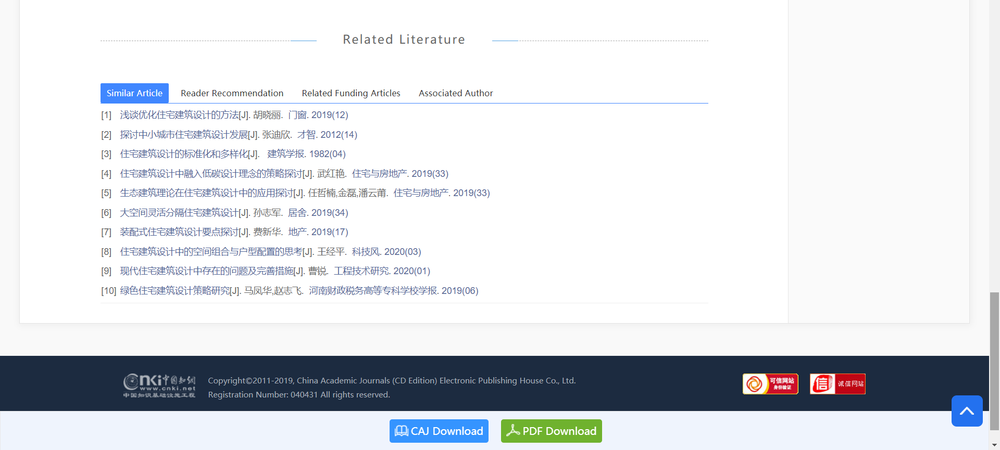 Related Literature
Similar Article Reader Recommendation Related Funding Articles Associated Author
[1] 浅谈优化住宅建筑设计的方法[J]. 胡晓丽. 门窗. 2019(12)
[2] 探讨中小城市住宅建筑设计发展[J]. 张迪欣. 才智. 2012(14)
[3] 住宅建筑设计的标准化和多样化[J]. 建筑学报. 1982(04)
[4] 住宅建筑设计中融入低碳设计理念的策略探讨[J]. 武红艳. 住宅与房地产. 2019(33)
[5] 生态建筑理论在住宅建筑设计中的应用探讨[J]. 任哲楠,金磊,潘云莆. 住宅与房地产. 2019(33)
[6] 大空间灵活分隔住宅建筑设计[J]. 孙志军. 居舍. 2019(34)
[7] 装配式住宅建筑设计要点探讨[J]. 费新华. 地产. 2019(17)
[8] 住宅建筑设计中的空间组合与户型配置的思考[J]. 王经平. 科技风. 2020(03)
[9] 现代住宅建筑设计中存在的问题及完善措施[J]. 曹锐. 工程技术研究. 2020(01)
[10] 绿色住宅建筑设计策略研究[J]. 马凤华,赵志飞. 河南财政税务高等专科学校学报. 2019(06)
Cnki中国知网
www.cnki.net
中国知识基础设施工程
Copyright©2011-2019, China Academic Journals (CD Edition) Electronic Publishing House Co., Ltd.
Registration Number: 040431 All rights reserved.
可信网站
身份验证
信 诚信网站
CAJ Download PDF Download